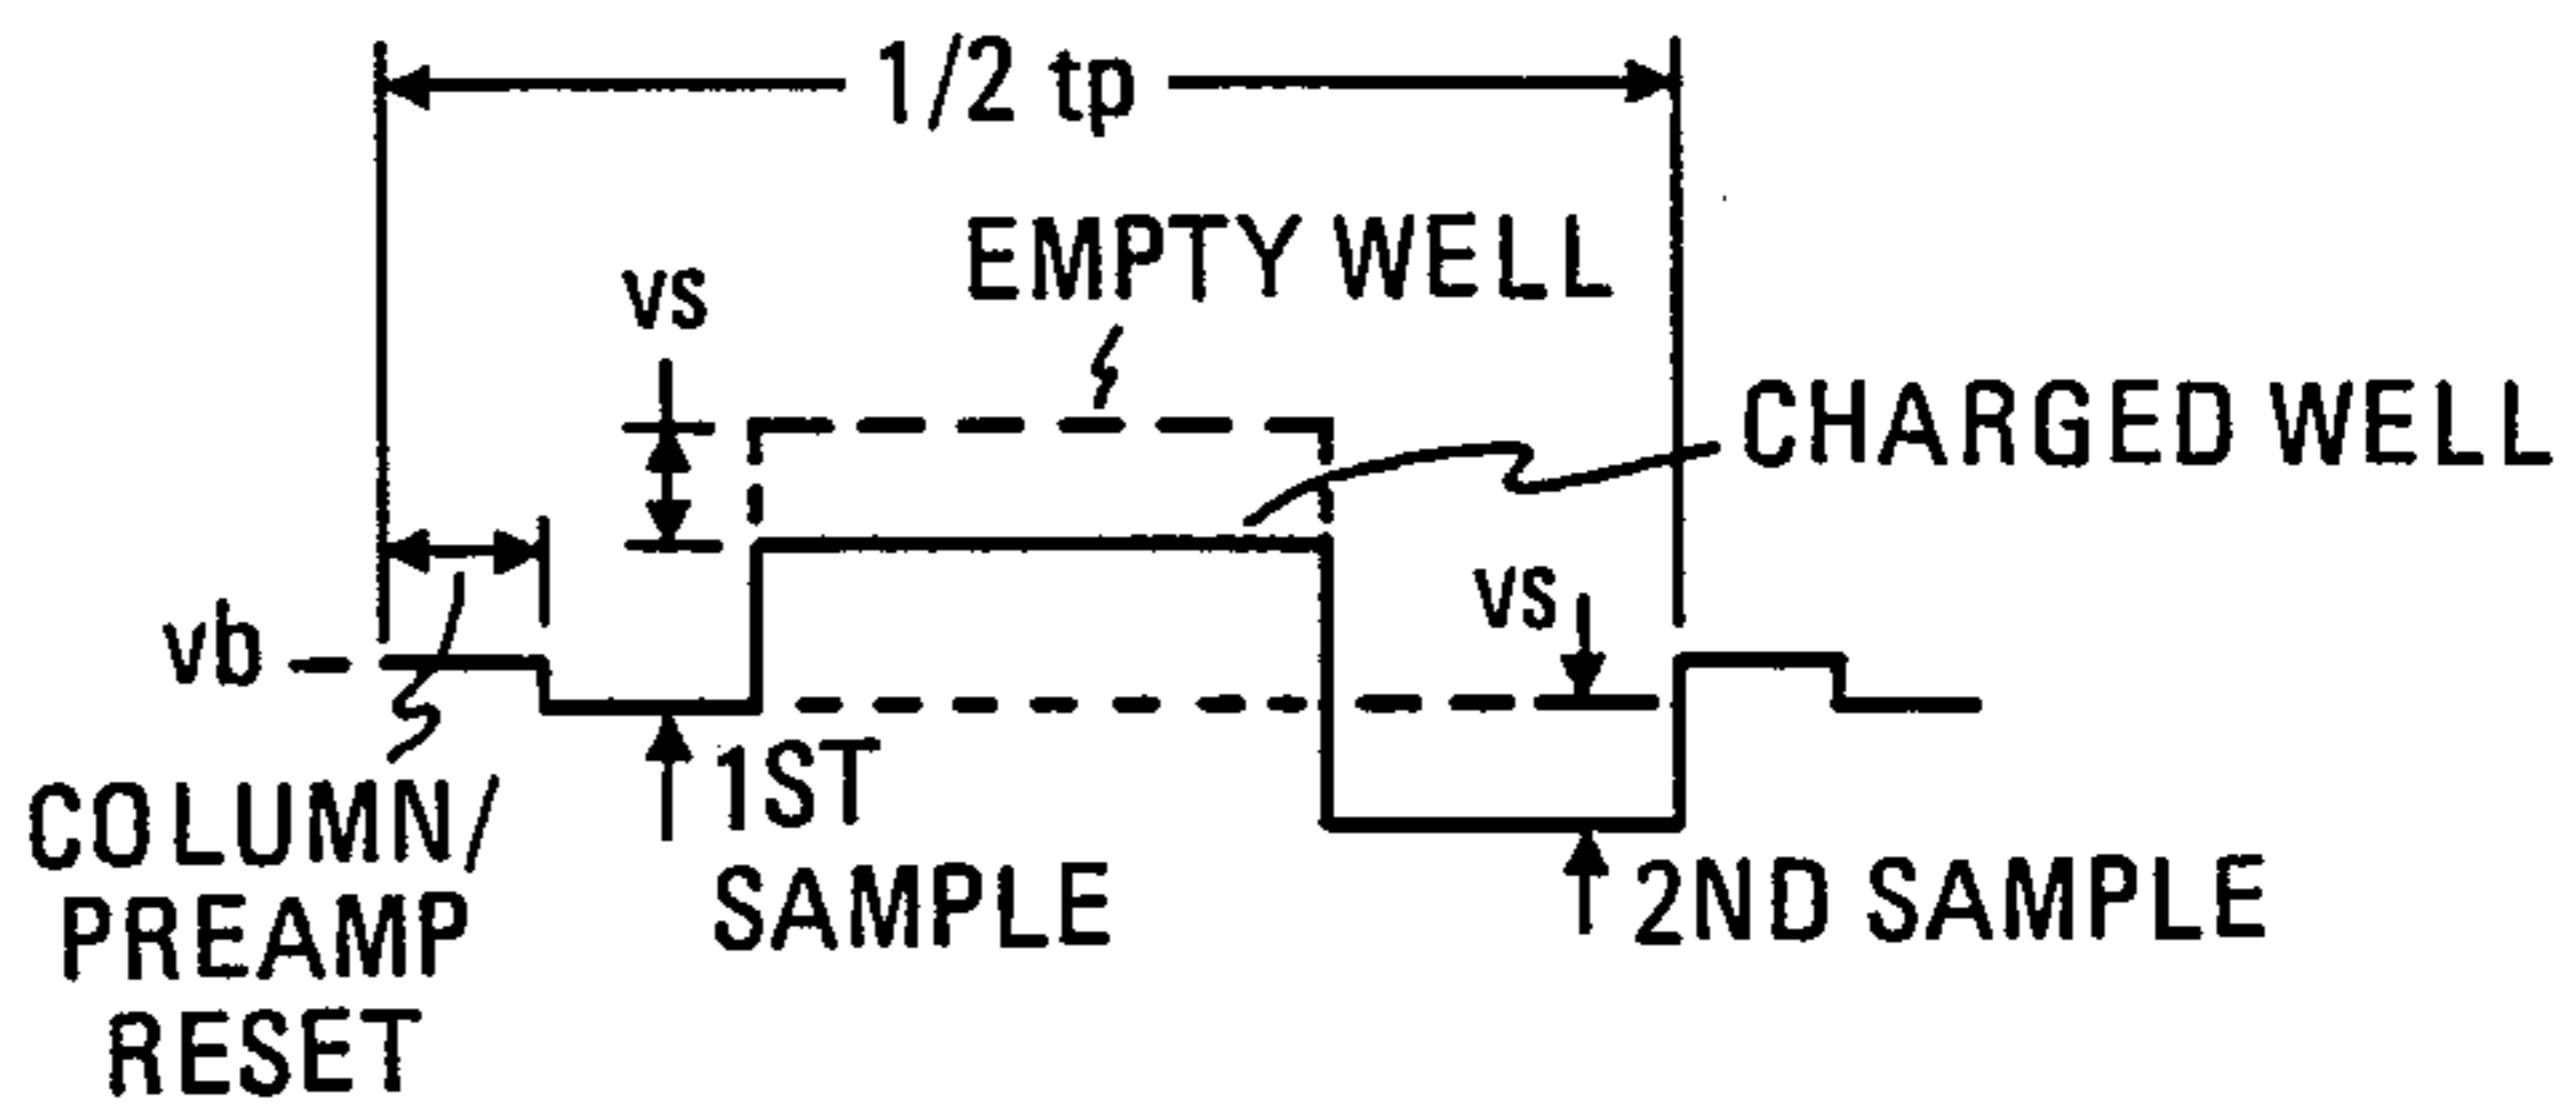 1/2 tp
EMPTY WELL
vs
CHARGED WELL
vs
vb
1ST
SAMPLE
COLUMN/
PREAMP
RESET
2ND SAMPLE